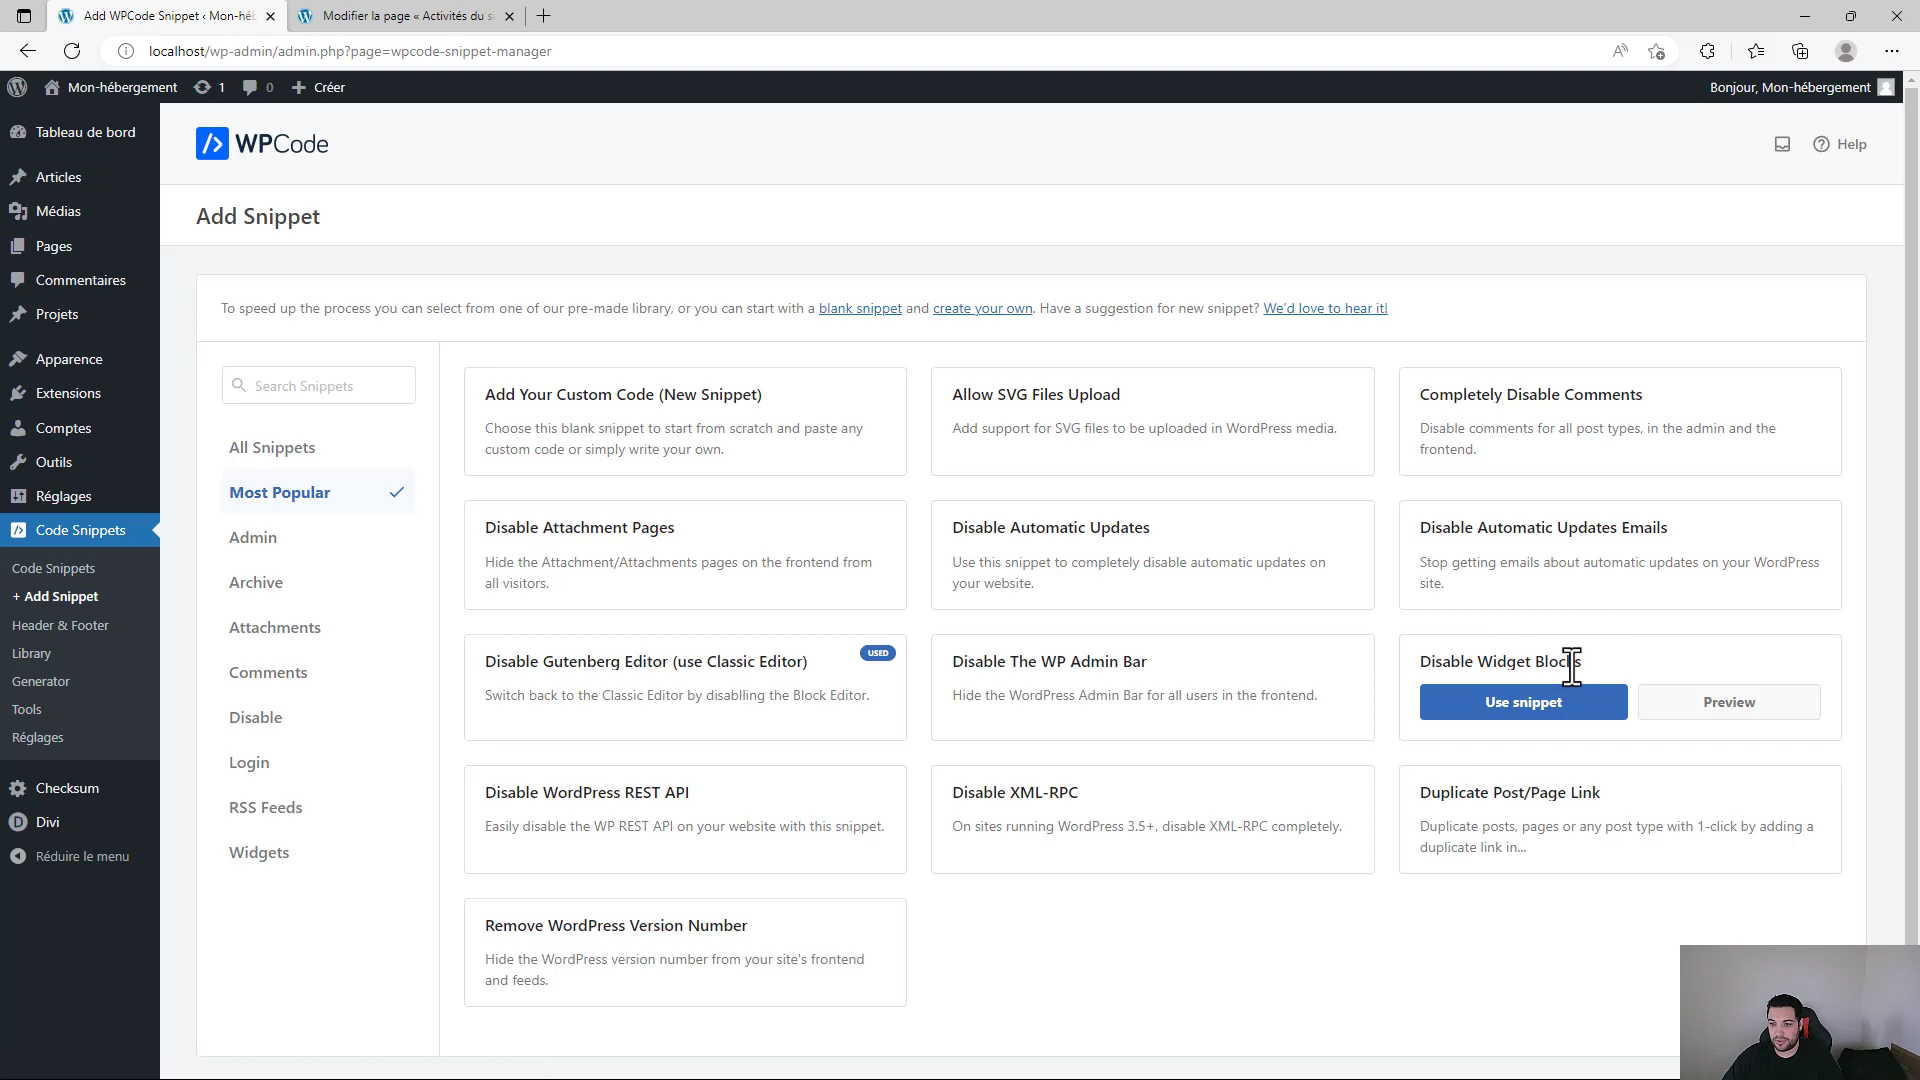 Add WPCode Snippet ‹ Mon-hé
Modifier la page « Activités du s
localhost/wp-admin/admin.php?page=wpcode-snippet-manager
Mon-hébergement
1
0
Créer
Bonjour, Mon-hébergement
Tableau de bord
Articles
Médias
Pages
Commentaires
Projets
Apparence
Extensions
Comptes
Outils
Réglages
Code Snippets
Code Snippets
+ Add Snippet
Header & Footer
Library
Generator
Tools
Réglages
Checksum
Divi
Réduire le menu
WPCode
Help
Add Snippet
To speed up the process you can select from one of our pre-made library, or you can start with a blank snippet and create your own. Have a suggestion for new snippet? We'd love to hear it!
Search Snippets
All Snippets
Most Popular
Admin
Archive
Attachments
Comments
Disable
Login
RSS Feeds
Widgets
Add Your Custom Code (New Snippet)
Choose this blank snippet to start from scratch and paste any
custom code or simply write your own.
Allow SVG Files Upload
Add support for SVG files to be uploaded in WordPress media.
Completely Disable Comments
Disable comments for all post types, in the admin and the
frontend.
Disable Attachment Pages
Hide the Attachment/Attachments pages on the frontend from
all visitors.
Disable Automatic Updates
Use this snippet to completely disable automatic updates on
your website.
Disable Automatic Updates Emails
Stop getting emails about automatic updates on your WordPress
site.
Disable Gutenberg Editor (use Classic Editor)
USED
Switch back to the Classic Editor by disablling the Block Editor.
Disable The WP Admin Bar
Hide the WordPress Admin Bar for all users in the frontend.
Disable Widget Blocks
Use snippet
Preview
Disable WordPress REST API
Easily disable the WP REST API on your website with this snippet.
Disable XML-RPC
On sites running WordPress 3.5+, disable XML-RPC completely.
Duplicate Post/Page Link
Duplicate posts, pages or any post type with 1-click by adding a
duplicate link in...
Remove WordPress Version Number
Hide the WordPress version number from your site's frontend
and feeds.